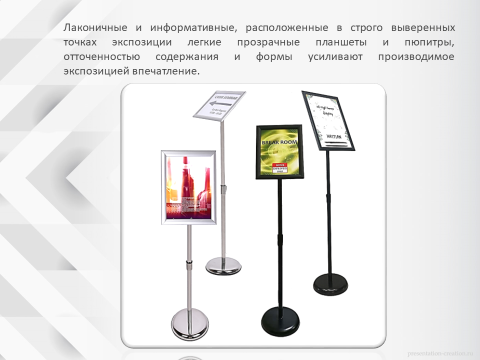 Лаконичные и информативные, расположенные в строго выверенных
точках экспозиции легкие прозрачные планшеты и пюпитры,
отточенностью содержания и формы усиливают производимое
экспозицией впечатление.
BREAK ROOM